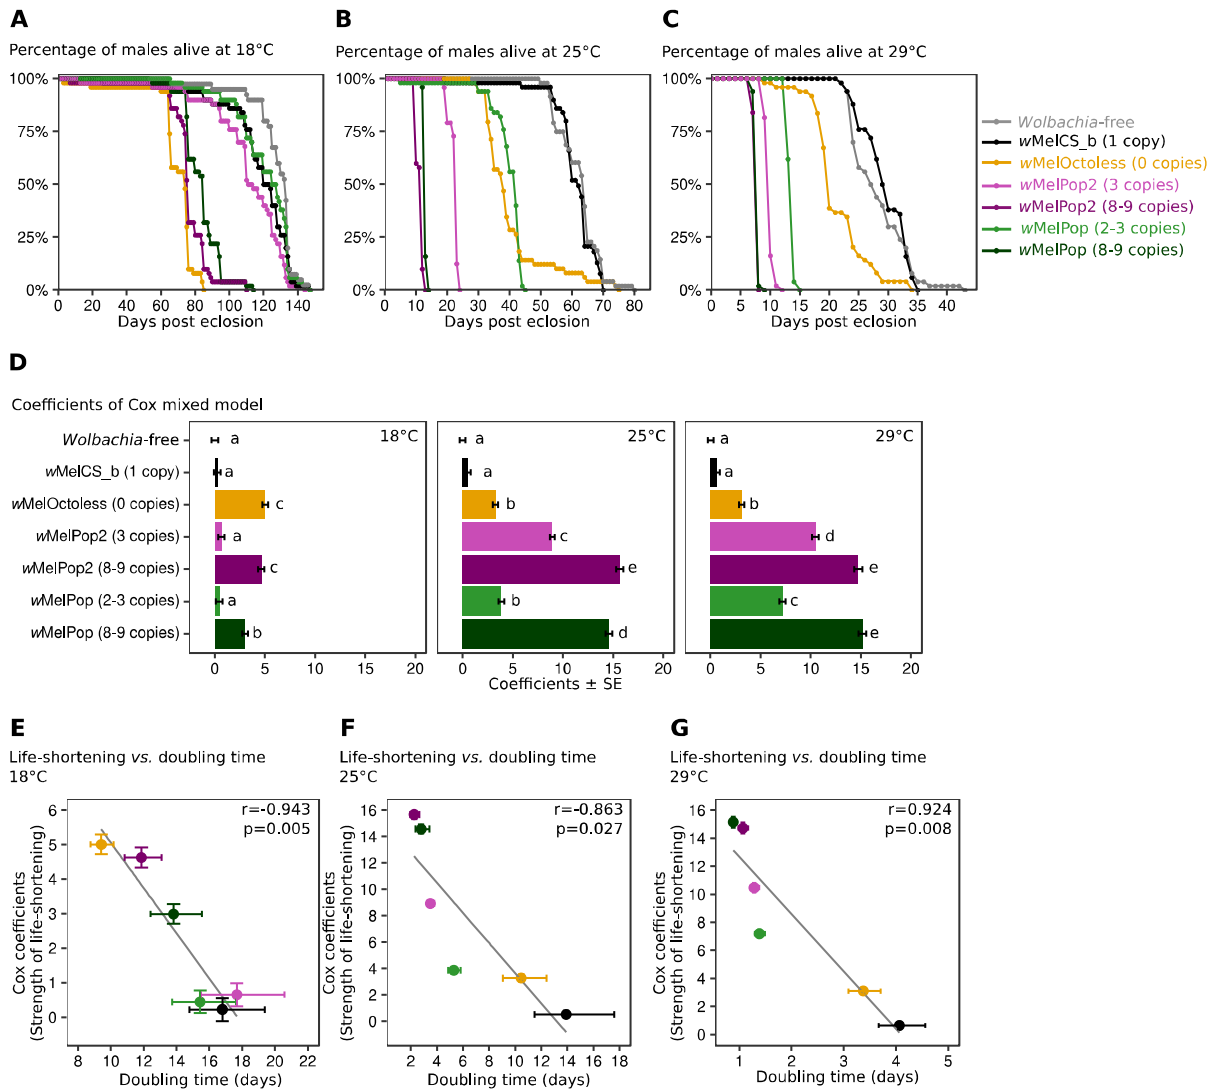 A
B
C
Percentage of males alive at 18°C
Percentage of males alive at 25°C
Percentage of males alive at 29°C
100%
75%
50%
25%
0%
0 20 40 60 80 100 120 140
Days post eclosion
100%
75%
50%
25%
0%
0 10 20 30 40 50 60 70 80
Days post eclosion
100%
75%
50%
25%
0%
0 5 10 15 20 25 30 35 40
Days post eclosion
Wolbachia-free
wMelCS_b (1 copy)
wMelOctoless (0 copies)
wMelPop2 (3 copies)
wMelPop2 (8-9 copies)
wMelPop (2-3 copies)
wMelPop (8-9 copies)
D
Coefficients of Cox mixed model
Wolbachia-free
wMelCS_b (1 copy)
wMelOctoless (0 copies)
wMelPop2 (3 copies)
wMelPop2 (8-9 copies)
wMelPop (2-3 copies)
wMelPop (8-9 copies)
18°C
a
a
c
a
c
a
b
0 5 10 15 20
25°C
a
a
b
c
e
b
d
0 5 10 15 20
29°C
a
a
b
d
e
c
e
0 5 10 15 20
Coefficients ± SE
E
F
G
Life-shortening vs. doubling time
18°C
Life-shortening vs. doubling time
25°C
Life-shortening vs. doubling time
29°C
Cox coefficients
(Strength of life-shortening)
6
5
4
3
2
1
0
r=-0.943
p=0.005
8 10 12 14 16 18 20 22
Doubling time (days)
Cox coefficients
(Strength of life-shortening)
16
14
12
10
8
6
4
2
0
r=-0.863
p=0.027
2 4 6 8 10 12 14 16 18
Doubling time (days)
Cox coefficients
(Strength of life-shortening)
16
14
12
10
8
6
4
2
0
r=0.924
p=0.008
1 2 3 4 5
Doubling time (days)